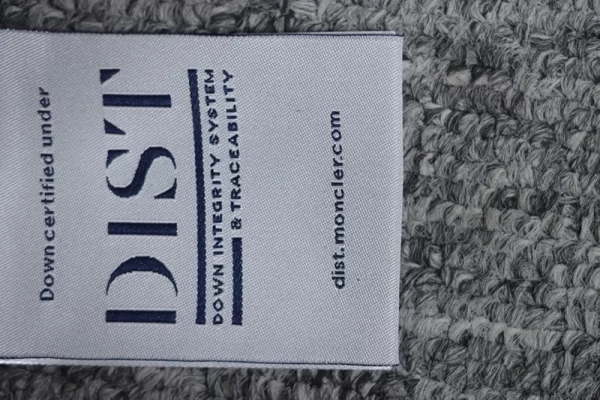 Down certified under
DIST
DOWN INTEGRITY SYSTEM
& TRACEABILITY
dist.moncler.com